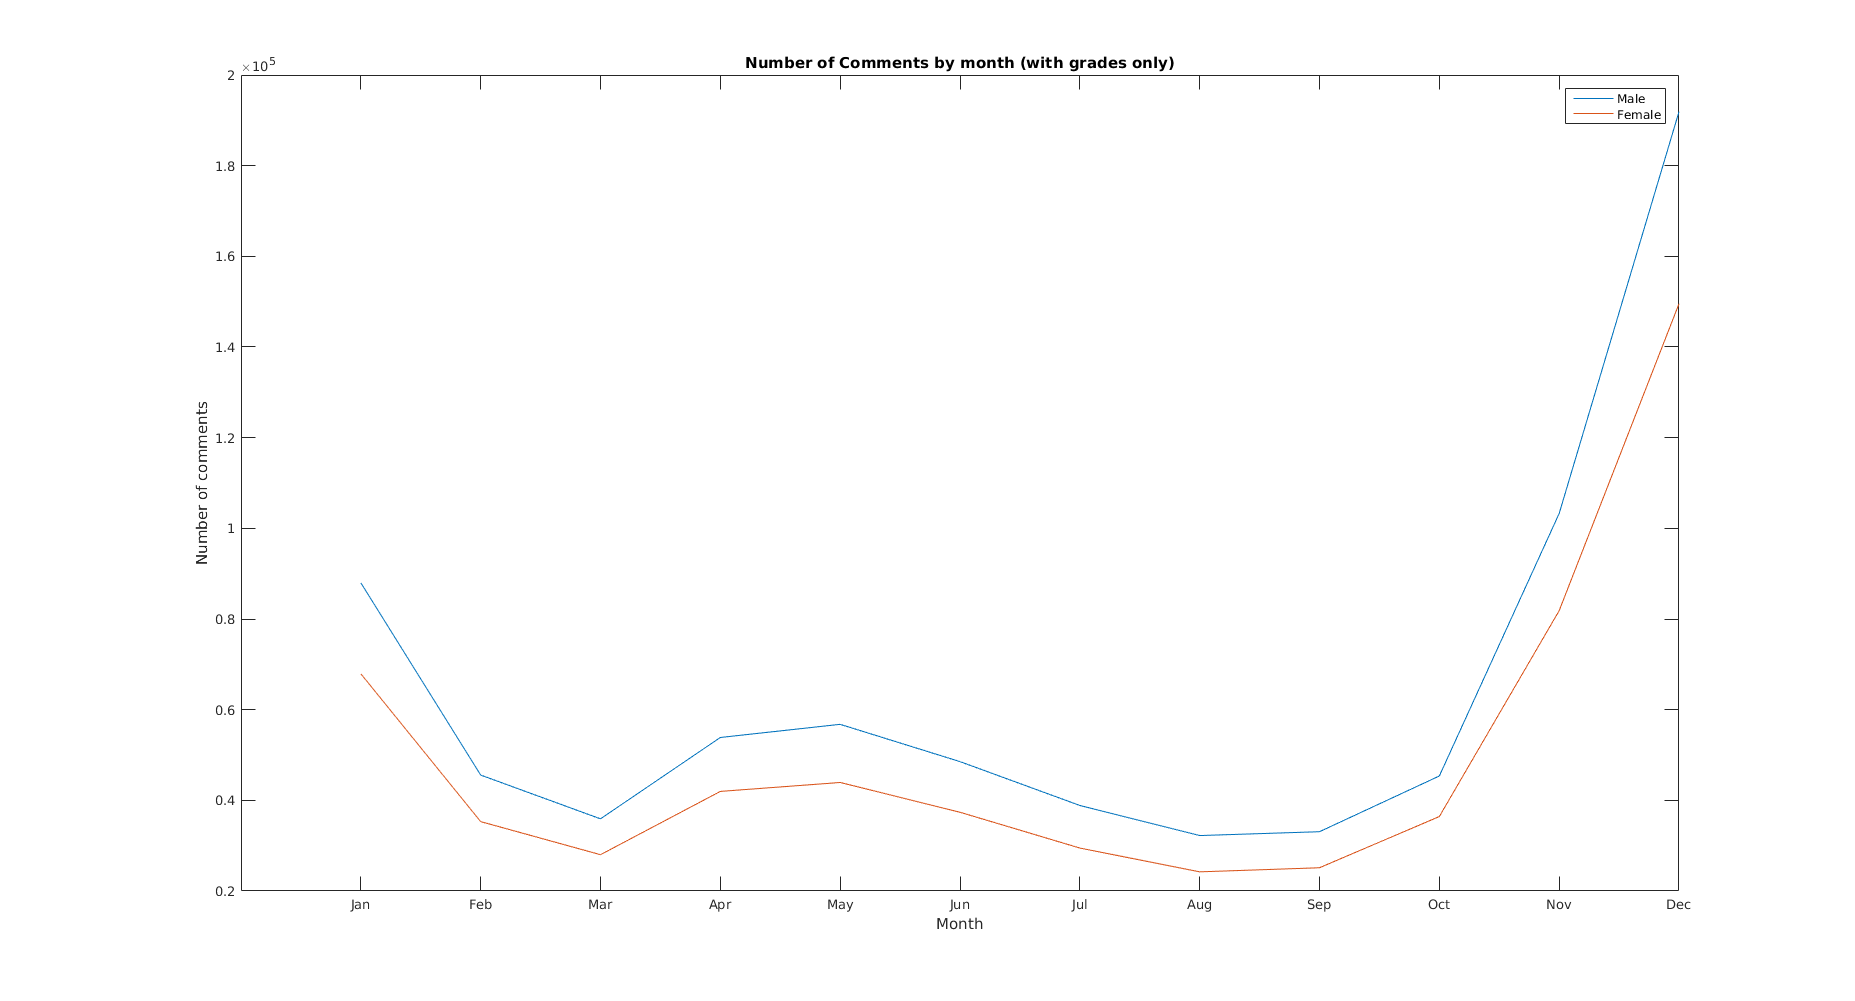 Number of Comments by month (with grades only)
×10⁵
2
1.8
1.6
1.4
1.2
1
0.8
0.6
0.4
0.2
Number of comments
Male
Female
Jan Feb Mar Apr May Jun Jul Aug Sep Oct Nov Dec
Month